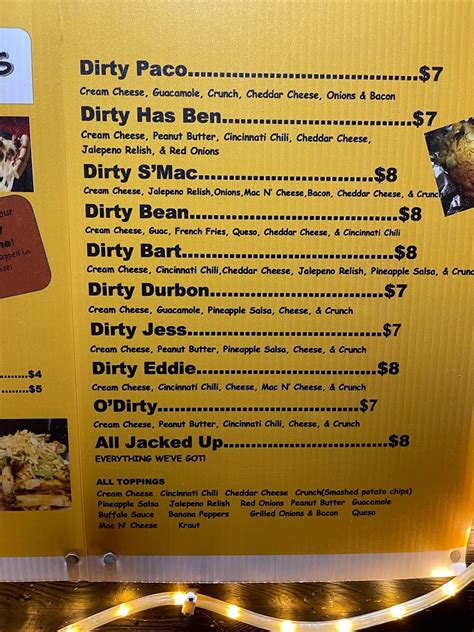 s
Dirty Paco..............................................$7
Cream Cheese, Guacamole, Crunch, Cheddar Cheese, Onions & Bacon
Dirty Has Ben.................................$7
Cream Cheese, Peanut Butter, Cincinnati Chili, Cheddar Cheese,
Jalepeno Relish, & Red Onions
Dirty S'Mac...................................$8
Cream Cheese, Jalepeno Relish,Onions,Mac N' Cheese,Bacon, Cheddar Cheese, & Crunch
Dirty Bean.....................................$8
Cream Cheese, Guac, French Fries, Queso, Cheddar Cheese, & Cincinnati Chili
Dirty Bart..........................................$8
Cream Cheese, Cincinnati Chili,Cheddar Cheese, Jalepeno Relish, Pineapple Salsa, & Crun
Dirty Durbon.............................$7
Cream Cheese, Guacamole, Pineapple Salsa, Cheese, & Crunch
Dirty Jess..................................$7
Cream Cheese, Peanut Butter, Pineapple Salsa, Cheese, & Crunch
Dirty Eddie...............................$8
Cream Cheese, Cincinnati Chili, Cheese, Mac N' Cheese, & Crunch
O'Dirty........................................$7
Cream Cheese, Peanut Butter, Cincinnati Chili, Cheese, & Crunch
All Jacked Up...............................$8
EVERYTHING WE'VE GOT!
ALL TOPPINGS
Cream Cheese Cincinnati Chili Cheddar Cheese Crunch(Smashed potato chips)
Pineapple Salsa Jalepeno Relish Red Onions Peanut Butter Guacamole
Buffalo Sauce Banana Peppers Grilled Onions & Bacon Queso
Mac N' Cheese Kraut
our
me!
pped In
.......$4
.......$5